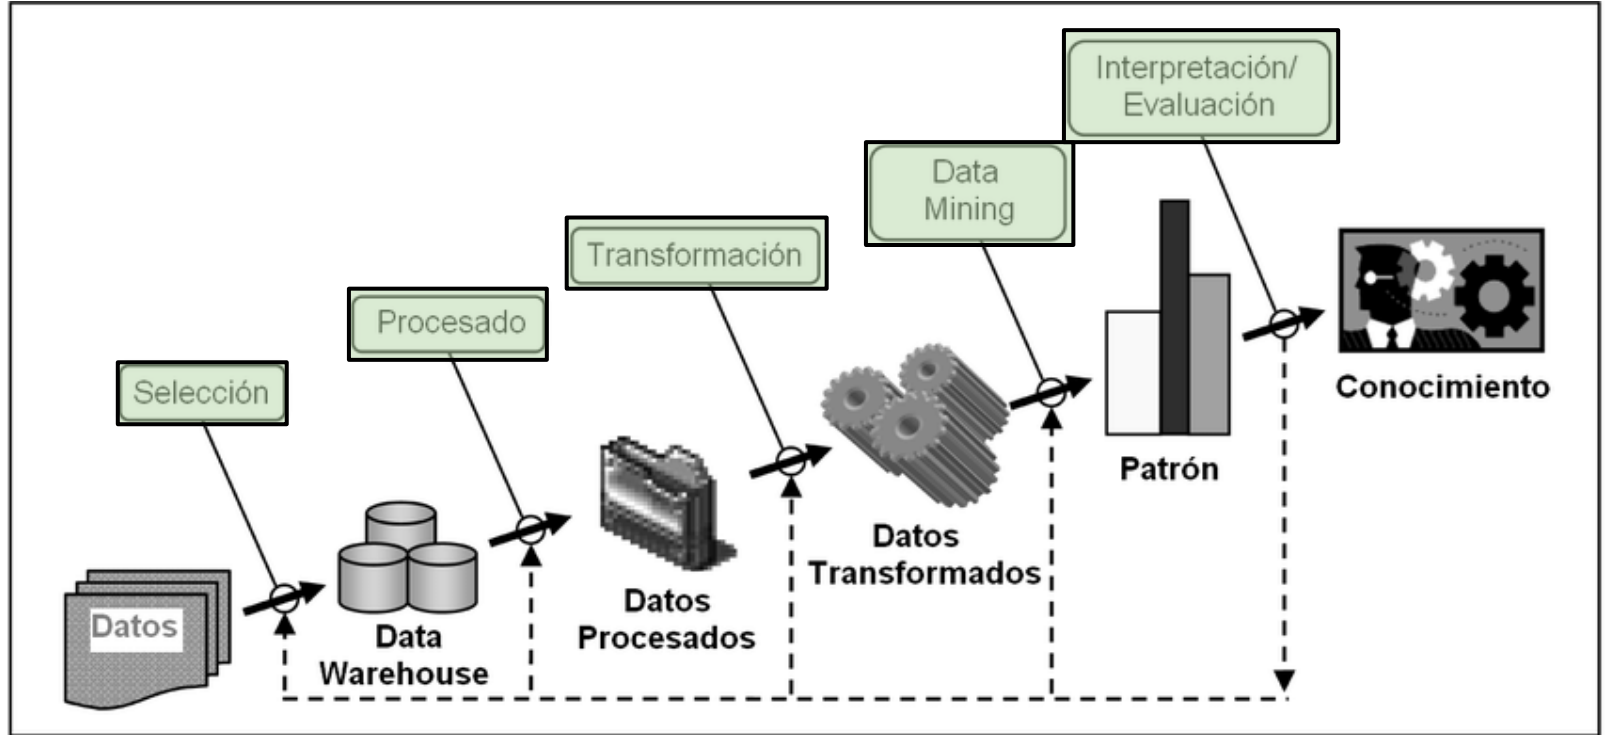 Interpretación/
Evaluación
Data
Mining
Transformación
Procesado
Selección
Conocimiento
Patrón
Datos
Transformados
Datos
Procesados
Data
Warehouse
Datos